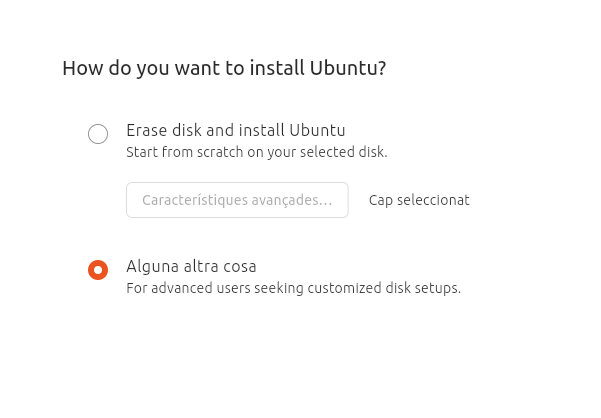 How do you want to install Ubuntu?
Erase disk and install Ubuntu
Start from scratch on your selected disk.
Característiques avançades...
Cap seleccionat
Alguna altra cosa
For advanced users seeking customized disk setups.